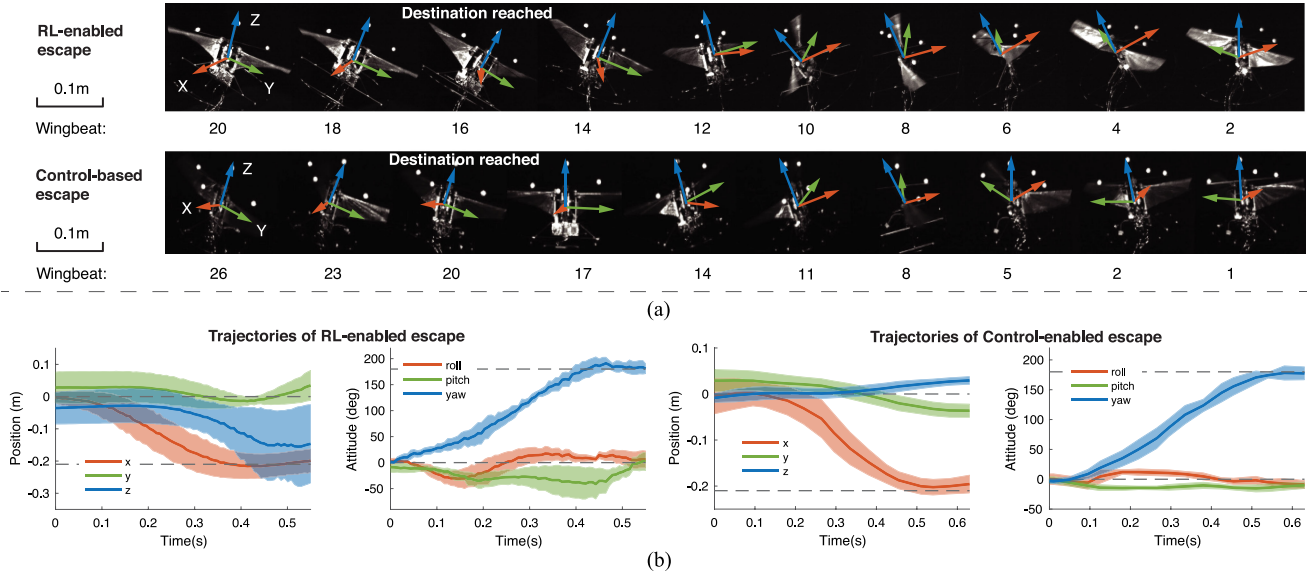 RL-enabled
escape
Destination reached
Z
X
Y
0.1m
Wingbeat: 20 18 16 14 12 10 8 6 4 2
Control-based
escape
Destination reached
Z
X
Y
0.1m
Wingbeat: 26 23 20 17 14 11 8 5 2 1
(a)
Trajectories of RL-enabled escape
Trajectories of Control-enabled escape
Position (m)
0.1
0
-0.1
-0.2
-0.3
x
y
z
0 0.1 0.2 0.3 0.4 0.5
Time(s)
Attitude (deg)
200
150
100
50
0
-50
roll
pitch
yaw
0 0.1 0.2 0.3 0.4 0.5
Time(s)
Position (m)
0.1
0
-0.1
-0.2
x
y
z
0 0.1 0.2 0.3 0.4 0.5 0.6
Time(s)
Attitude (deg)
200
150
100
50
0
-50
roll
pitch
yaw
0 0.1 0.2 0.3 0.4 0.5 0.6
Time(s)
(b)